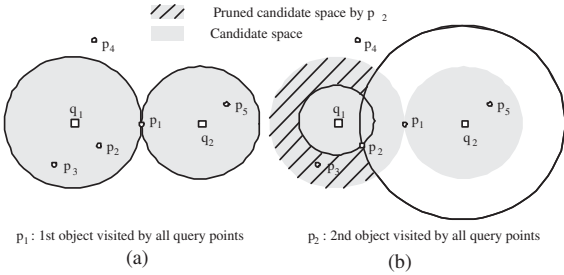 Pruned candidate space by p 2
Candidate space
p4
q1
p1
p5
q2
p2
p3
p4
q1
p1
p5
q2
p2
p3
p1 : 1st object visited by all query points
p2 : 2nd object visited by all query points
(a)
(b)